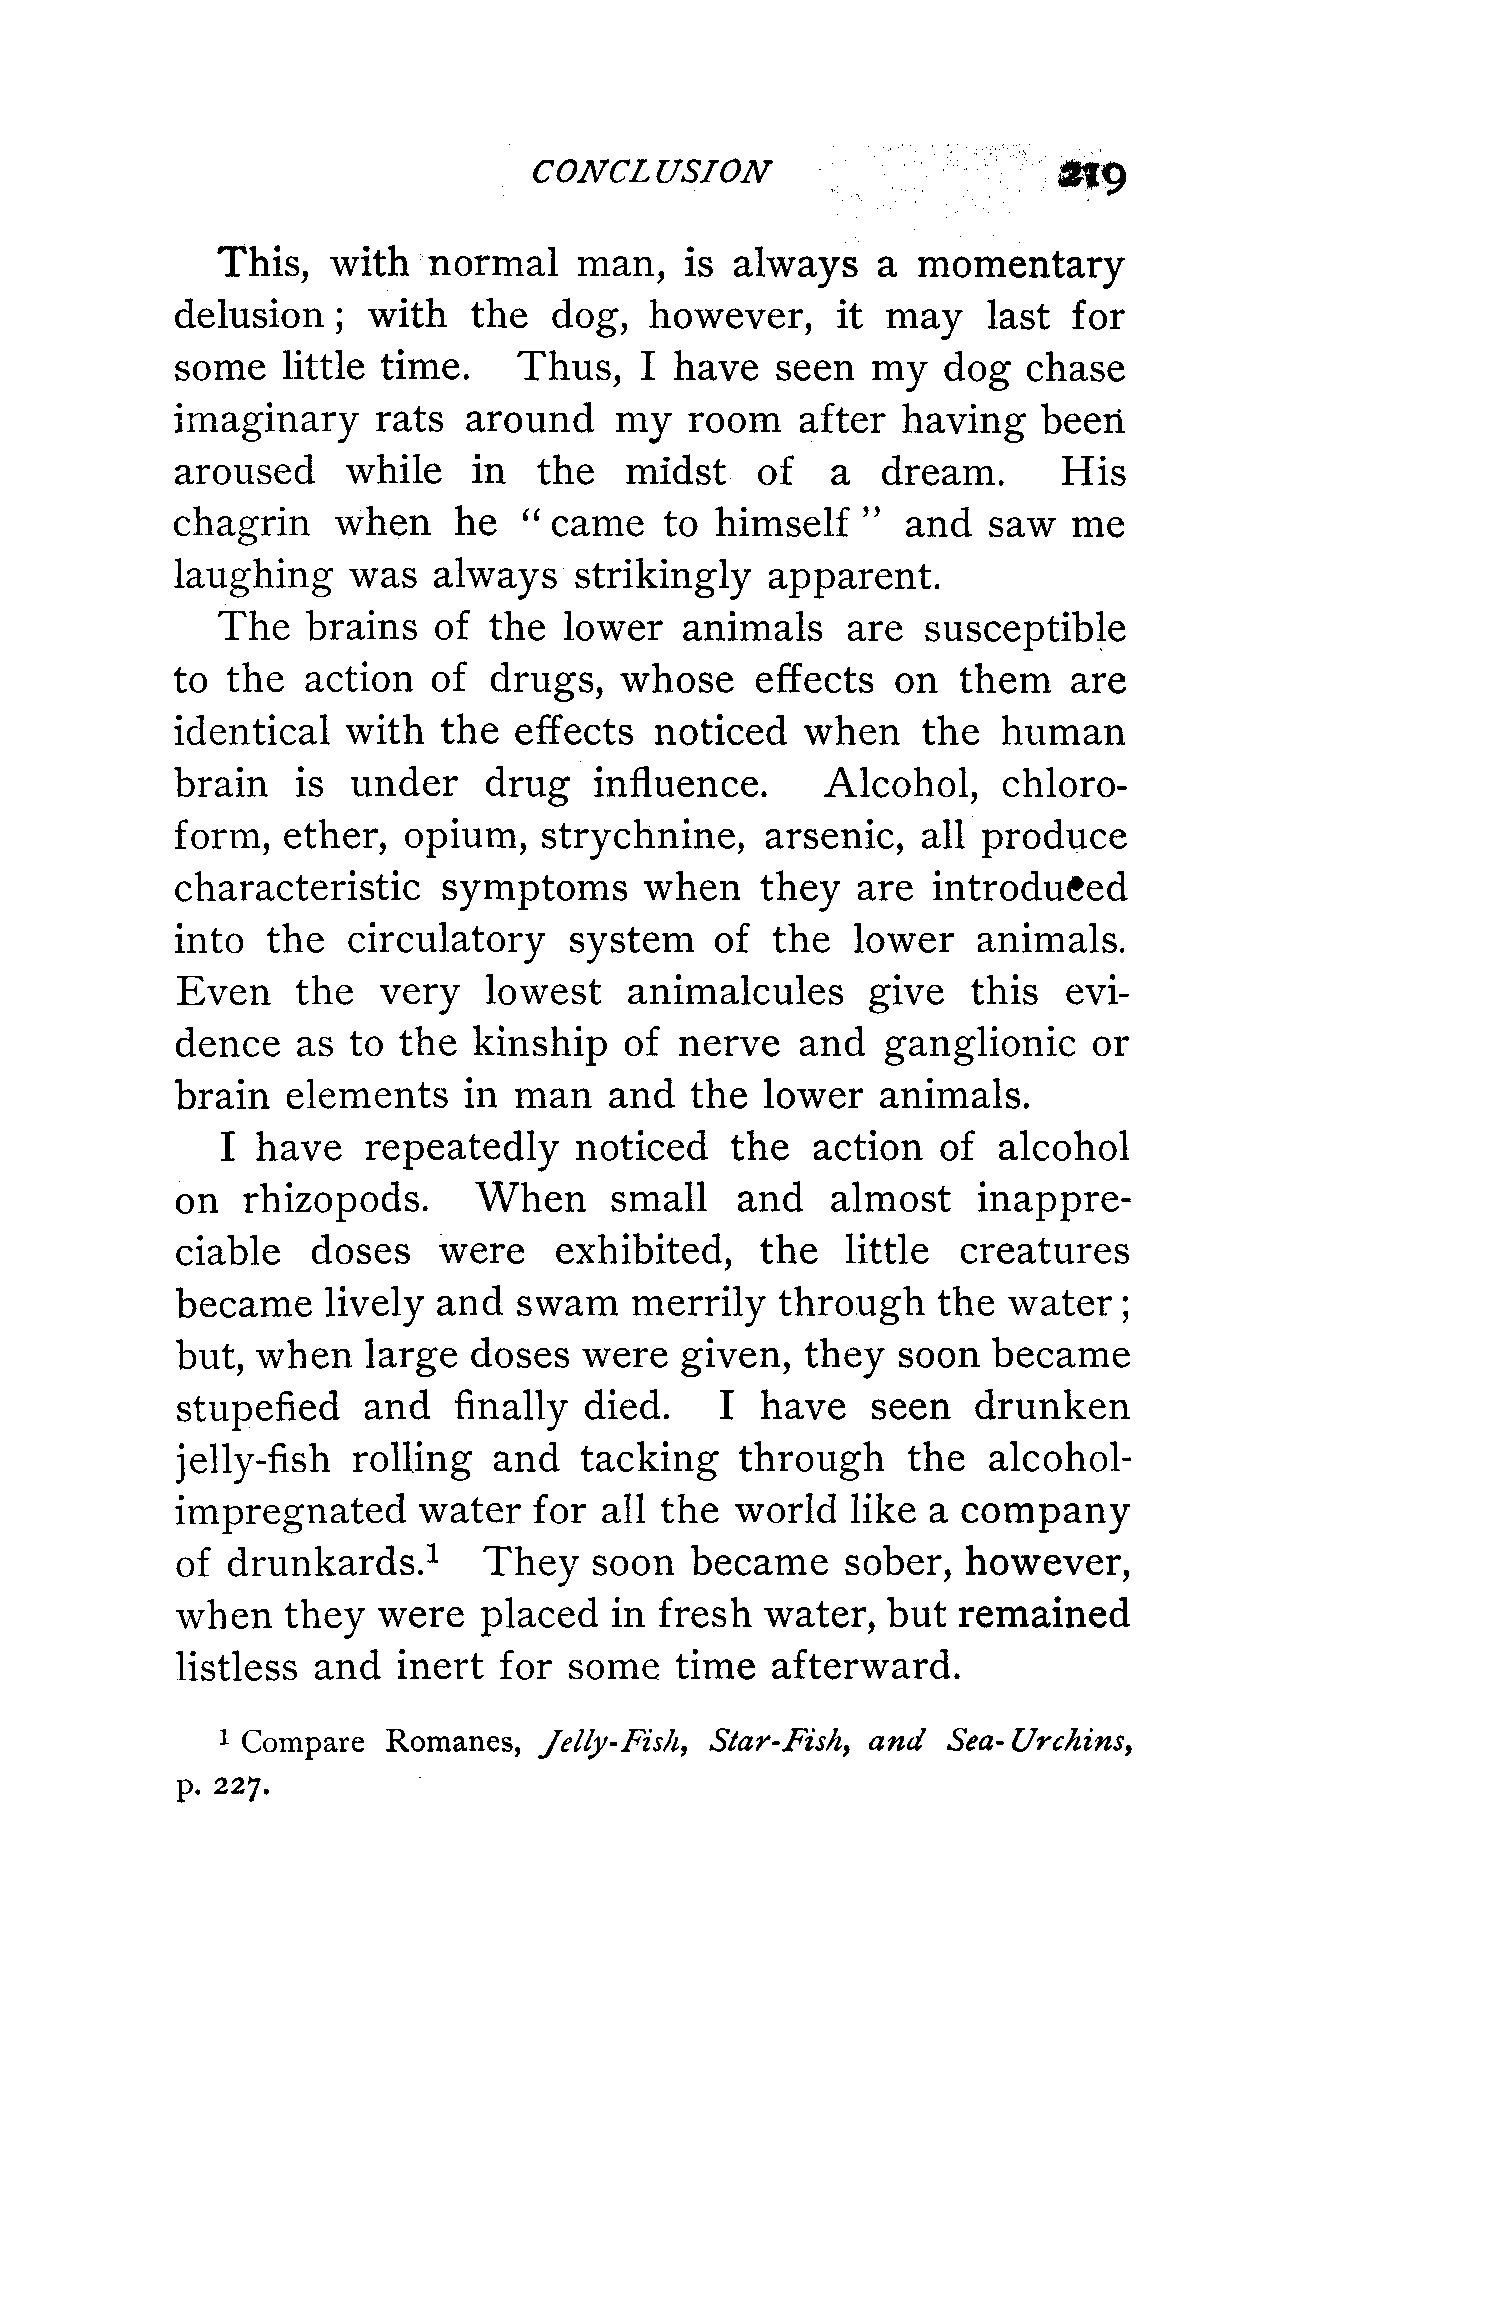 CONCLUSION 219
This, with normal man, is always a momentary
delusion ; with the dog, however, it may last for
some little time. Thus, I have seen my dog chase
imaginary rats around my room after having been
aroused while in the midst of a dream. His
chagrin when he “ came to himself ” and saw me
laughing was always strikingly apparent.
The brains of the lower animals are susceptible
to the action of drugs, whose effects on them are
identical with the effects noticed when the human
brain is under drug influence. Alcohol, chloro-
form, ether, opium, strychnine, arsenic, all produce
characteristic symptoms when they are introduced
into the circulatory system of the lower animals.
Even the very lowest animalcules give this evi-
dence as to the kinship of nerve and ganglionic or
brain elements in man and the lower animals.
I have repeatedly noticed the action of alcohol
on rhizopods. When small and almost inappre-
ciable doses were exhibited, the little creatures
became lively and swam merrily through the water ;
but, when large doses were given, they soon became
stupefied and finally died. I have seen drunken
jelly-fish rolling and tacking through the alcohol-
impregnated water for all the world like a company
of drunkards.¹ They soon became sober, however,
when they were placed in fresh water, but remained
listless and inert for some time afterward.
¹ Compare Romanes, Jelly-Fish, Star-Fish, and Sea-Urchins,
p. 227.